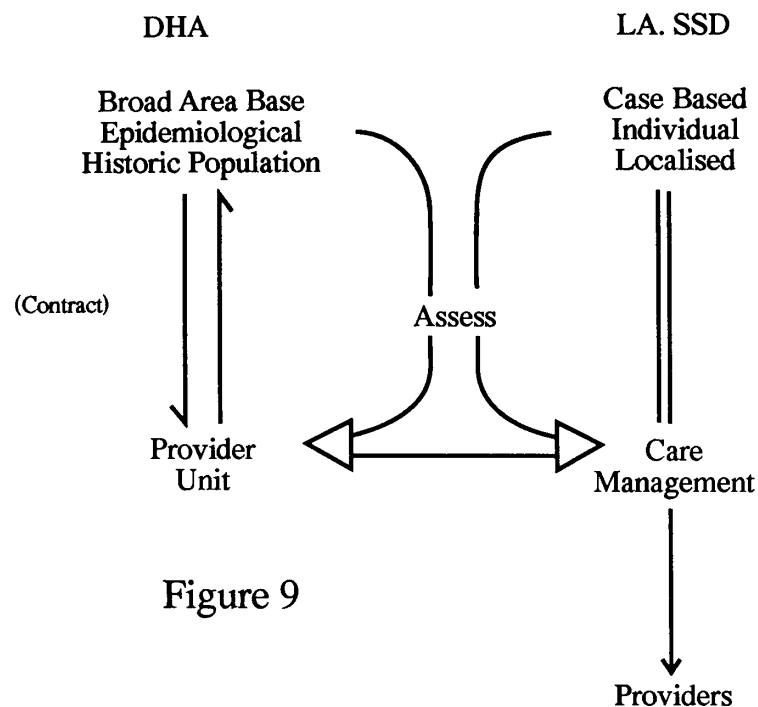 DHA
LA. SSD
Broad Area Base
Epidemiological
Historic Population
Case Based
Individual
Localised
(Contract)
Assess
Provider
Unit
Care
Management
Figure 9
Providers